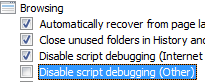 Browsing
Automatically recover from page la
Close unused folders in History and
Disable script debugging (Internet
Disable script debugging (Other)